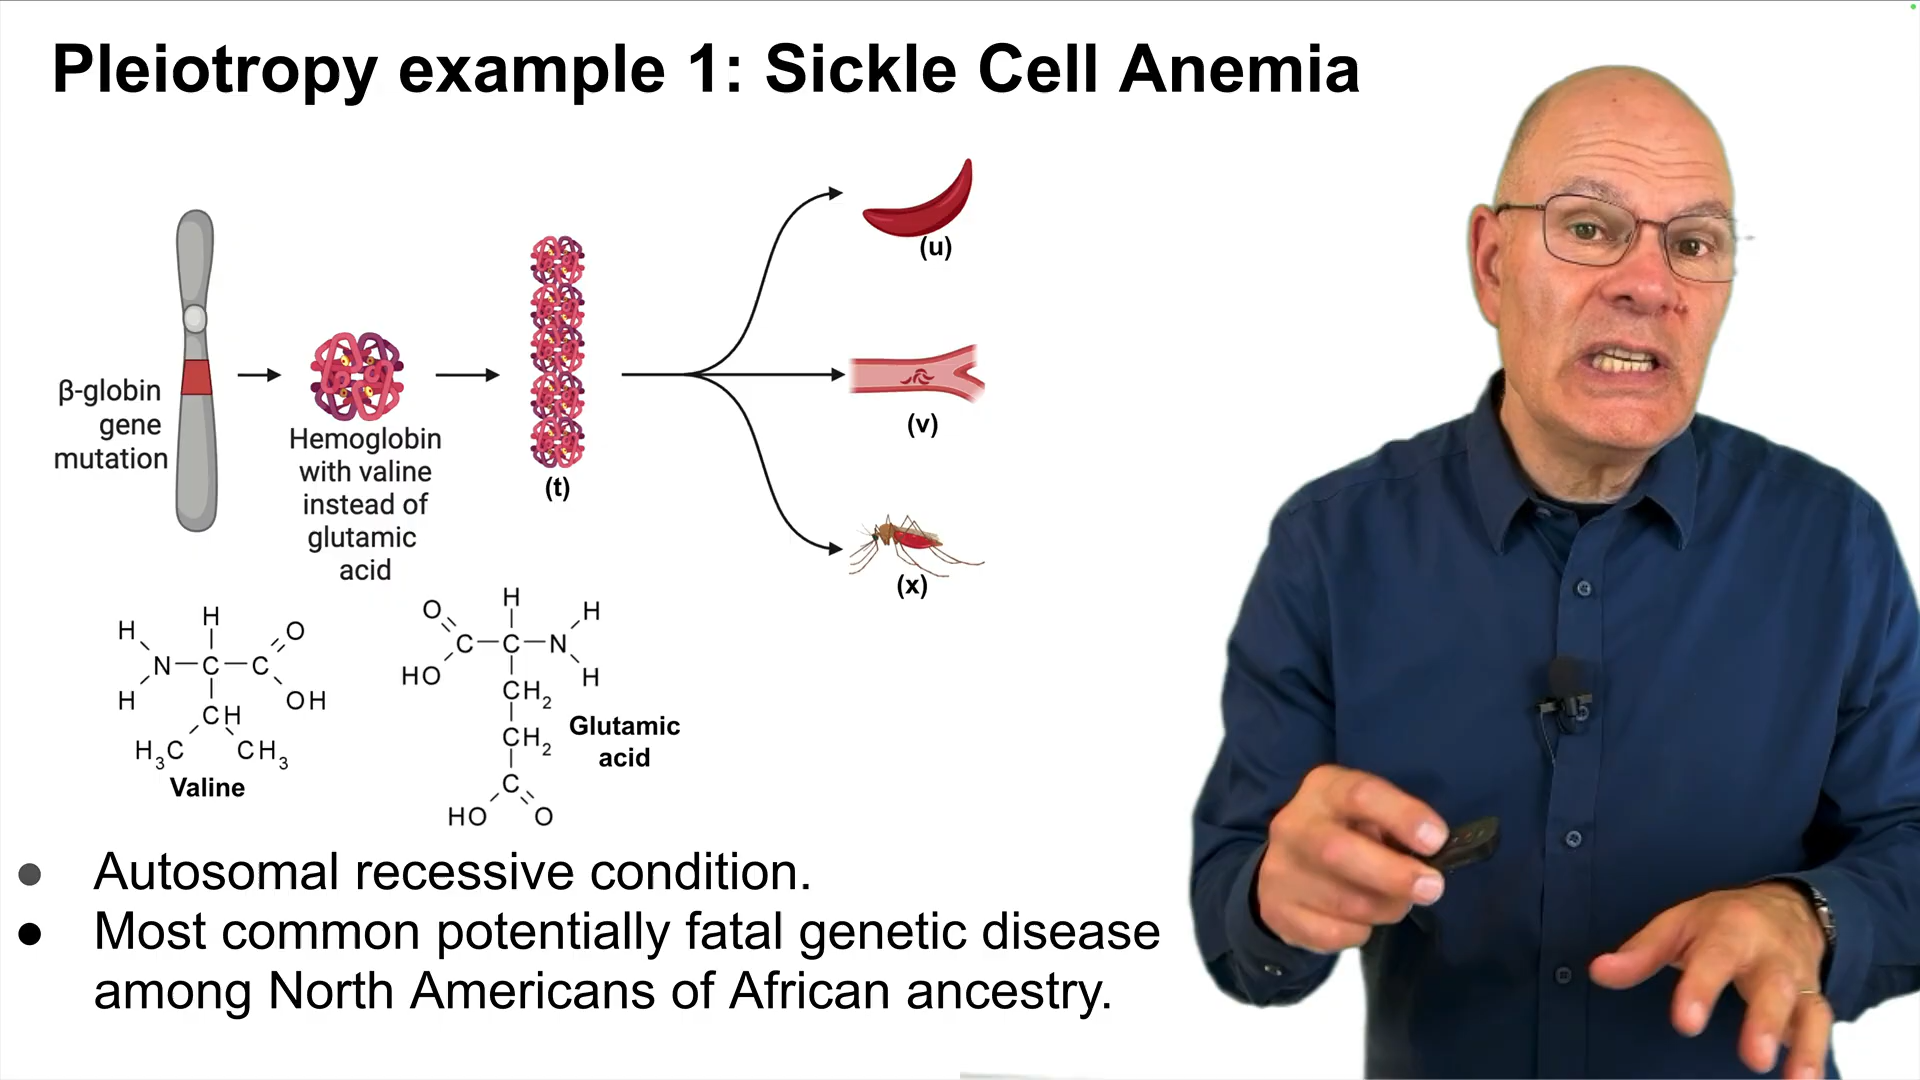 Pleiotropy example 1: Sickle Cell Anemia
(u)
β-globin
gene
mutation
Hemoglobin
with valine
instead of
glutamic
acid
(t)
(v)
(x)
H
H
N
C
C
O
OH
H
CH
H₃C
CH₃
Valine
O
H
H
C
C
N
HO
H
CH₂
CH₂
C
HO
O
Glutamic
acid
● Autosomal recessive condition.
● Most common potentially fatal genetic disease
among North Americans of African ancestry.